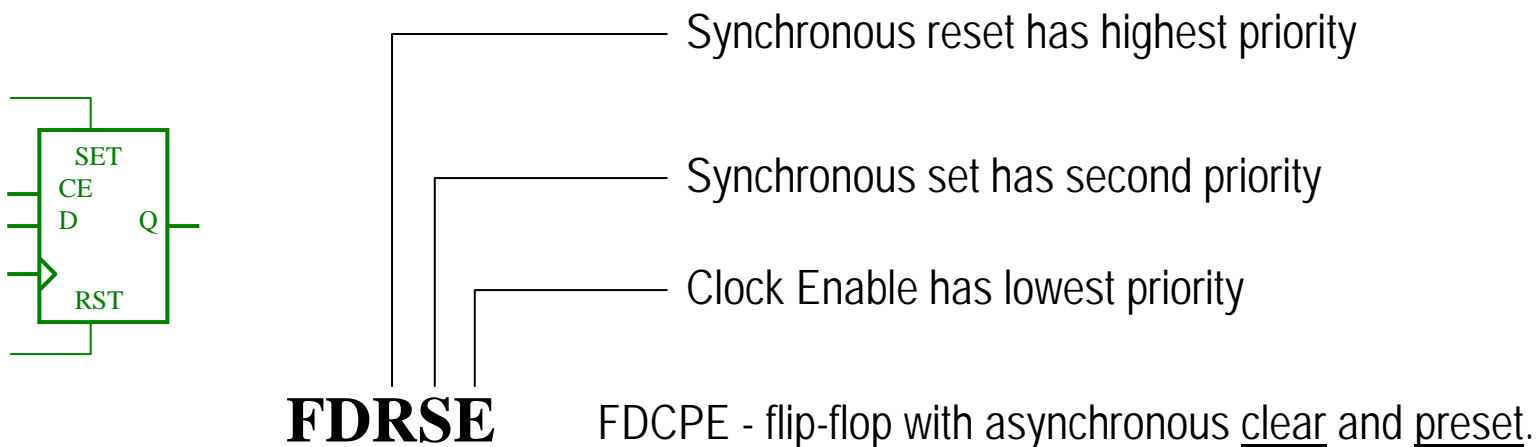 Synchronous reset has highest priority
SET
CE
D Q
RST
Synchronous set has second priority
Clock Enable has lowest priority
FDRSE
FDCPE - flip-flop with asynchronous clear and preset.